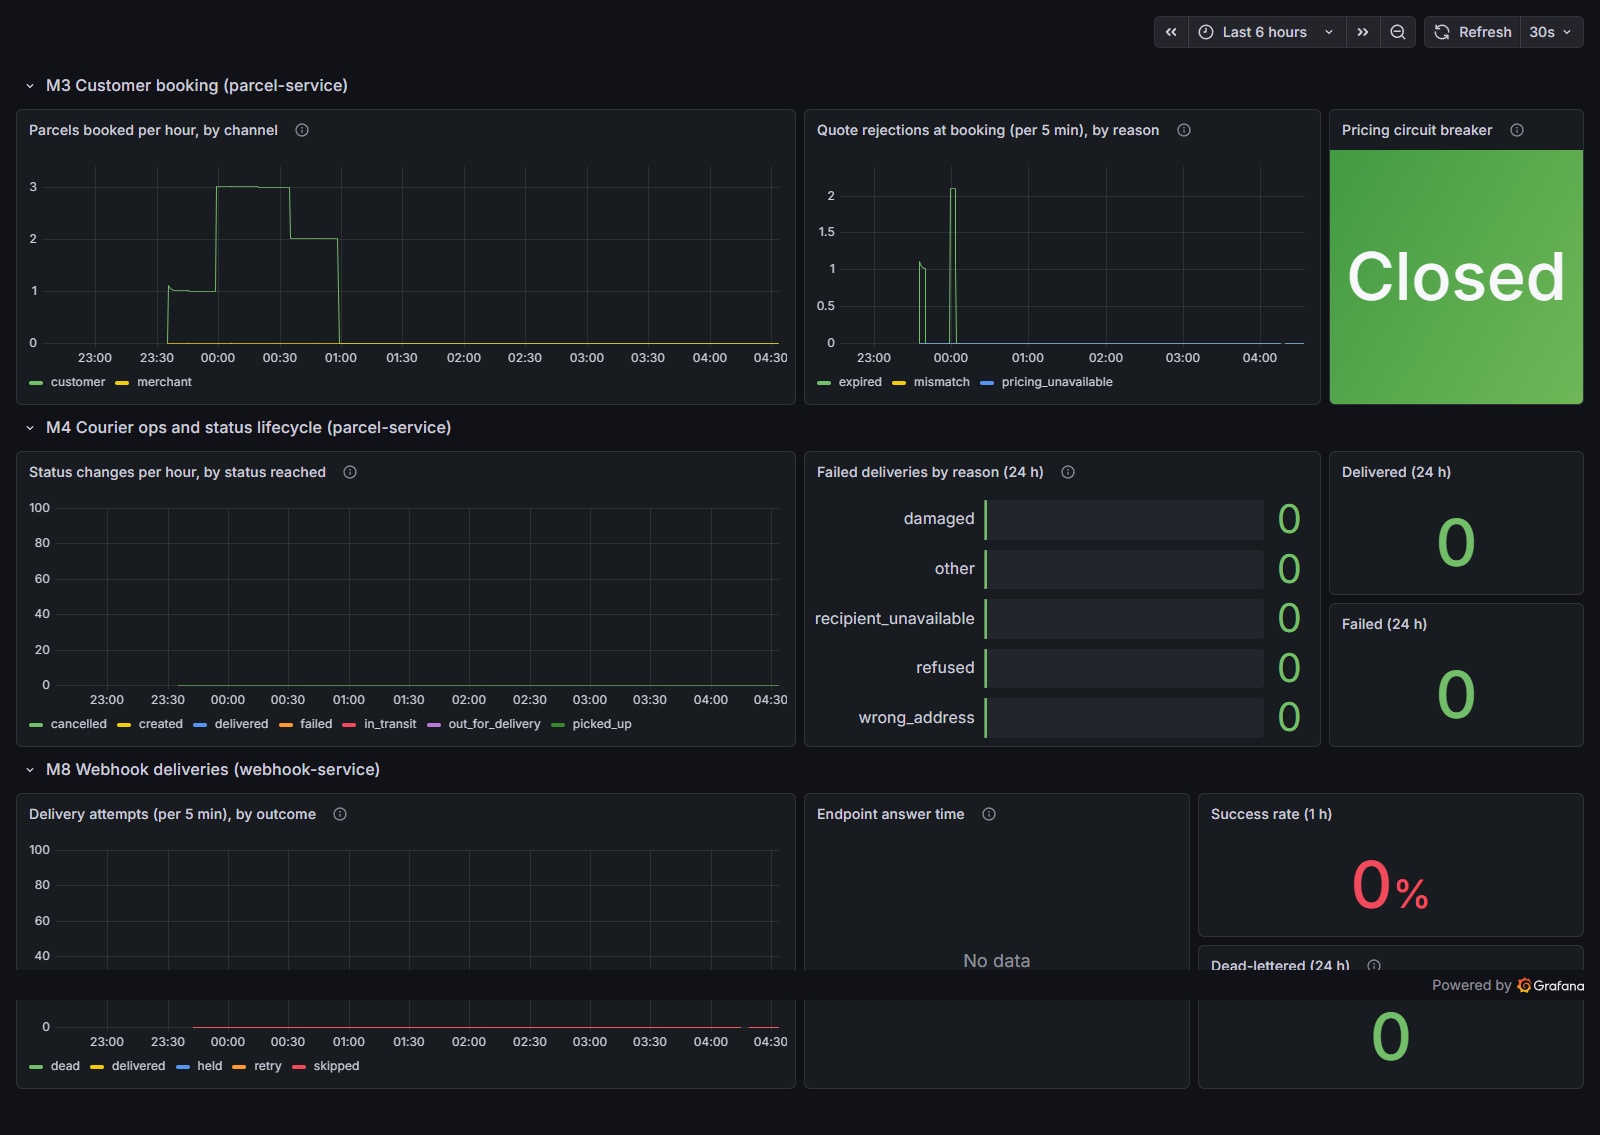 Last 6 hours
Refresh
30s
M3 Customer booking (parcel-service)
Parcels booked per hour, by channel
3
2
1
0
23:00 23:30 00:00 00:30 01:00 01:30 02:00 02:30 03:00 03:30 04:00 04:30
customer merchant
Quote rejections at booking (per 5 min), by reason
2
1.5
1
0.5
0
23:00 00:00 01:00 02:00 03:00 04:00
expired mismatch pricing_unavailable
Pricing circuit breaker
Closed
M4 Courier ops and status lifecycle (parcel-service)
Status changes per hour, by status reached
100
80
60
40
20
0
23:00 23:30 00:00 00:30 01:00 01:30 02:00 02:30 03:00 03:30 04:00 04:30
cancelled created delivered failed in_transit out_for_delivery picked_up
Failed deliveries by reason (24 h)
damaged 0
other 0
recipient_unavailable 0
refused 0
wrong_address 0
Delivered (24 h)
0
Failed (24 h)
0
M8 Webhook deliveries (webhook-service)
Delivery attempts (per 5 min), by outcome
100
80
60
40
0
23:00 23:30 00:00 00:30 01:00 01:30 02:00 02:30 03:00 03:30 04:00 04:30
dead delivered held retry skipped
Endpoint answer time
No data
Success rate (1 h)
0%
Dead-lettered (24 h)
Powered by Grafana
0